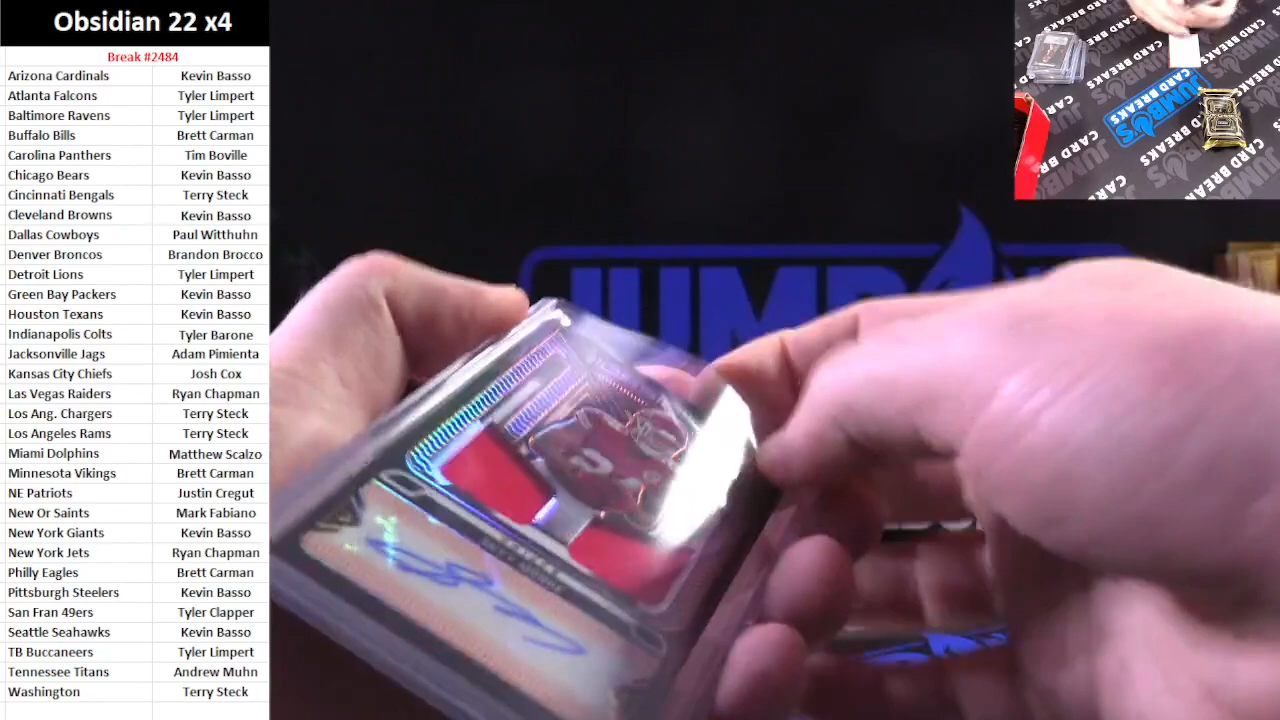 Obsidian 22 x4
Break #2484
Arizona Cardinals Kevin Basso
Atlanta Falcons Tyler Limpert
Baltimore Ravens Tyler Limpert
Buffalo Bills Brett Carman
Carolina Panthers Tim Boville
Chicago Bears Kevin Basso
Cincinnati Bengals Terry Steck
Cleveland Browns Kevin Basso
Dallas Cowboys Paul Witthuhn
Denver Broncos Brandon Brocco
Detroit Lions Tyler Limpert
Green Bay Packers Kevin Basso
Houston Texans Kevin Basso
Indianapolis Colts Tyler Barone
Jacksonville Jags Adam Pimienta
Kansas City Chiefs Josh Cox
Las Vegas Raiders Ryan Chapman
Los Ang. Chargers Terry Steck
Los Angeles Rams Terry Steck
Miami Dolphins Matthew Scalzo
Minnesota Vikings Brett Carman
NE Patriots Justin Cregut
New Or Saints Mark Fabiano
New York Giants Kevin Basso
New York Jets Ryan Chapman
Philly Eagles Brett Carman
Pittsburgh Steelers Kevin Basso
San Fran 49ers Tyler Clapper
Seattle Seahawks Kevin Basso
TB Buccaneers Tyler Limpert
Tennessee Titans Andrew Muhn
Washington Terry Steck
JUMBO'S
CARD BREAKS